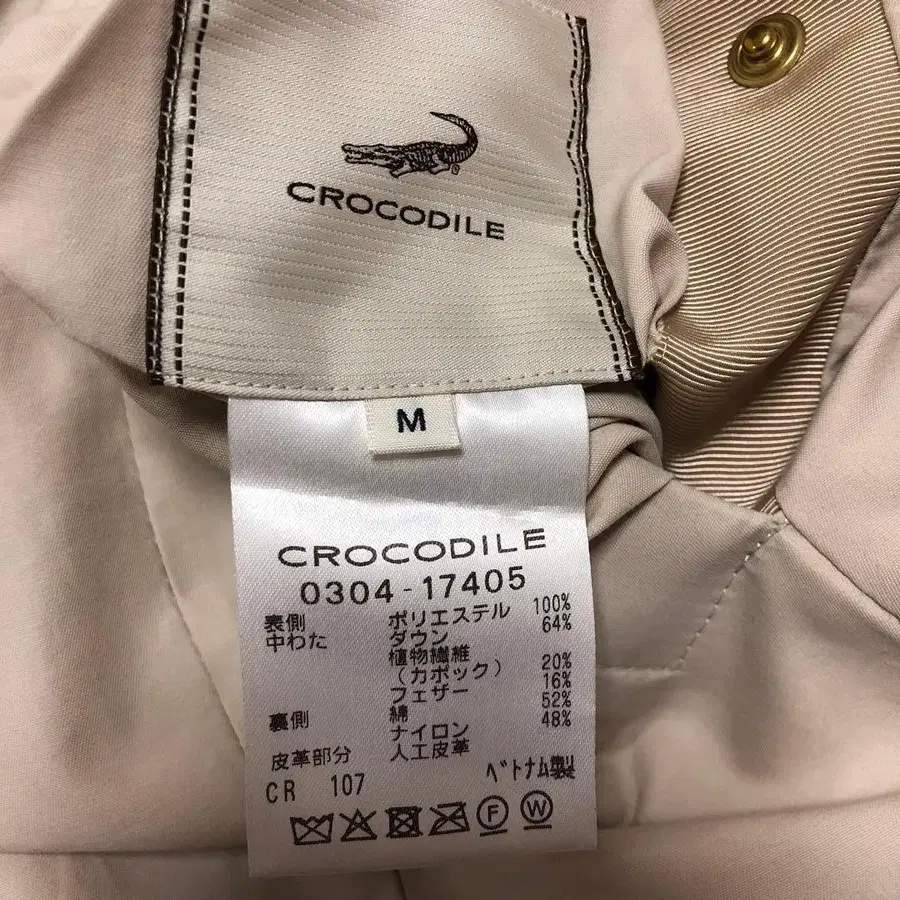 CROCODILE
M
CROCODILE
0304-17405
表側 ポリエステル 100%
中わた ダウン 64%
植物繊維
(カポック) 20%
フェザー 16%
裏側 綿 52%
ナイロン 48%
皮革部分 人工皮革
CR 107 ベトナム製
F W